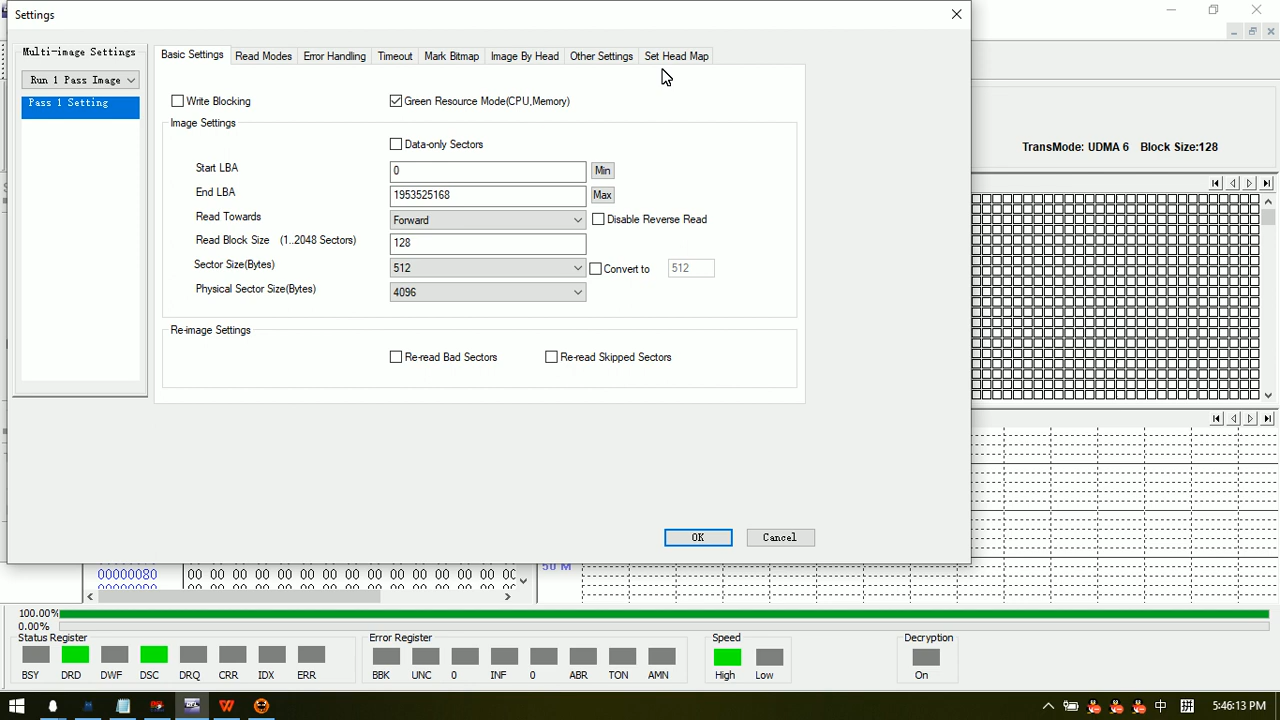 Settings
Multi-image Settings
Run 1 Pass Image
Pass 1 Setting
Basic Settings
Read Modes
Error Handling
Timeout
Mark Bitmap
Image By Head
Other Settings
Set Head Map
Write Blocking
Green Resource Mode(CPU,Memory)
Image Settings
Data-only Sectors
Start LBA
0
Min
End LBA
1953525168
Max
Read Towards
Forward
Disable Reverse Read
Read Block Size (1..2048 Sectors)
128
Sector Size(Bytes)
512
Convert to
512
Physical Sector Size(Bytes)
4096
Re-image Settings
Re-read Bad Sectors
Re-read Skipped Sectors
OK
Cancel
TransMode: UDMA 6 Block Size:128
00000080
00 00 00 00 00 00 00 00 00 00 00
50 M
100.00%
0.00%
Status Register
BSY DRD DWF DSC DRQ CRR IDX ERR
Error Register
BBK UNC 0 INF 0 ABR TON AMN
Speed
High Low
Decryption
On
中 拼 5:46:13 PM